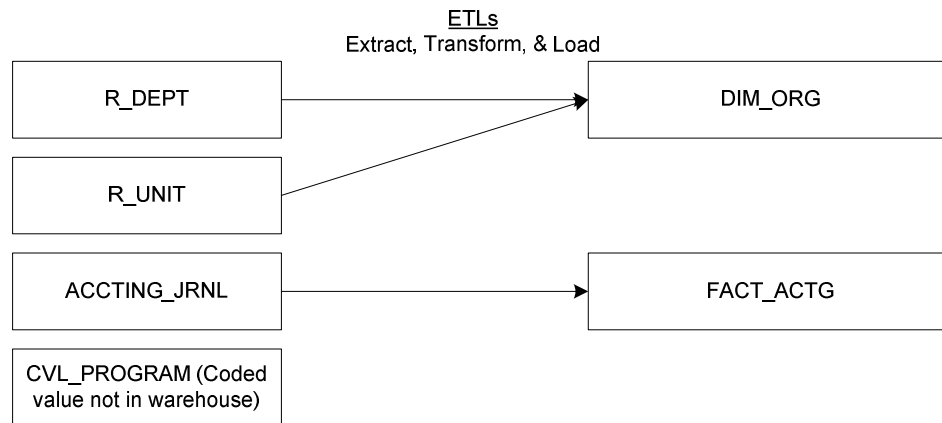 ETLs
Extract, Transform, & Load
R_DEPT
DIM_ORG
R_UNIT
ACCTING_JRNL
FACT_ACTG
CVL_PROGRAM (Coded
value not in warehouse)